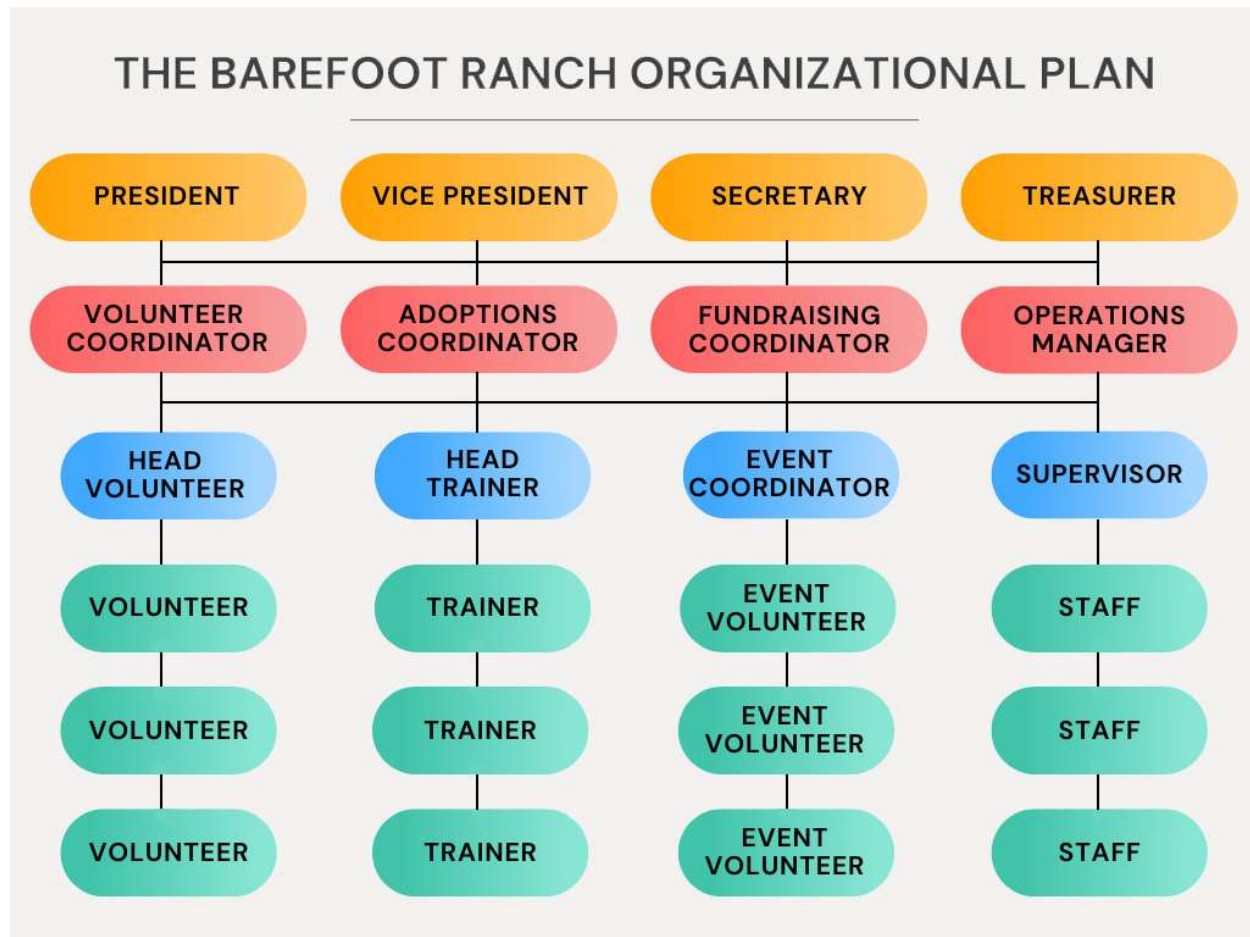 THE BAREFOOT RANCH ORGANIZATIONAL PLAN
PRESIDENT
VICE PRESIDENT
SECRETARY
TREASURER
VOLUNTEER
COORDINATOR
ADOPTIONS
COORDINATOR
FUNDRAISING
COORDINATOR
OPERATIONS
MANAGER
HEAD
VOLUNTEER
HEAD
TRAINER
EVENT
COORDINATOR
SUPERVISOR
VOLUNTEER
TRAINER
EVENT
VOLUNTEER
STAFF
VOLUNTEER
TRAINER
EVENT
VOLUNTEER
STAFF
VOLUNTEER
TRAINER
EVENT
VOLUNTEER
STAFF